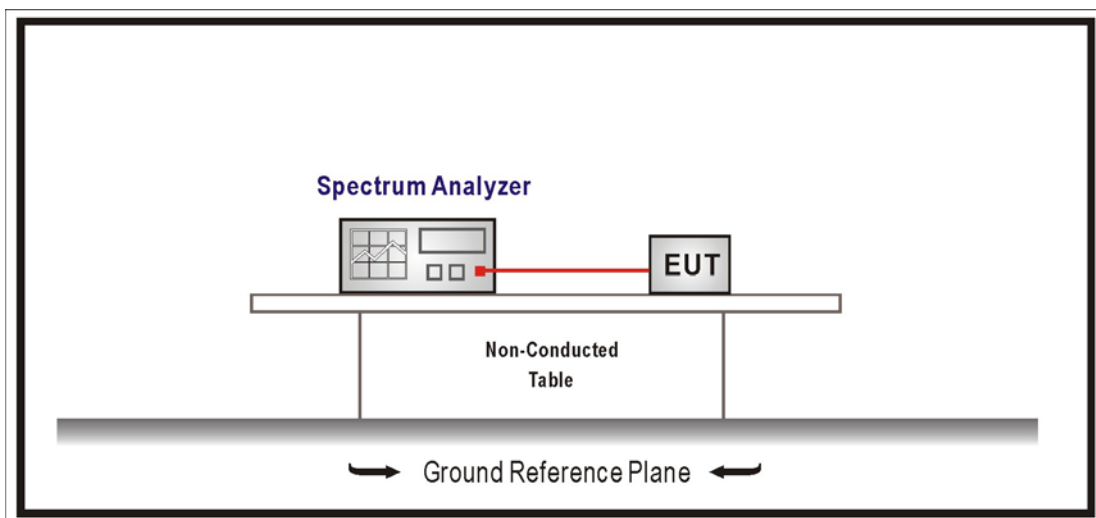 Spectrum Analyzer
EUT
Non-Conducted
Table
Ground Reference Plane